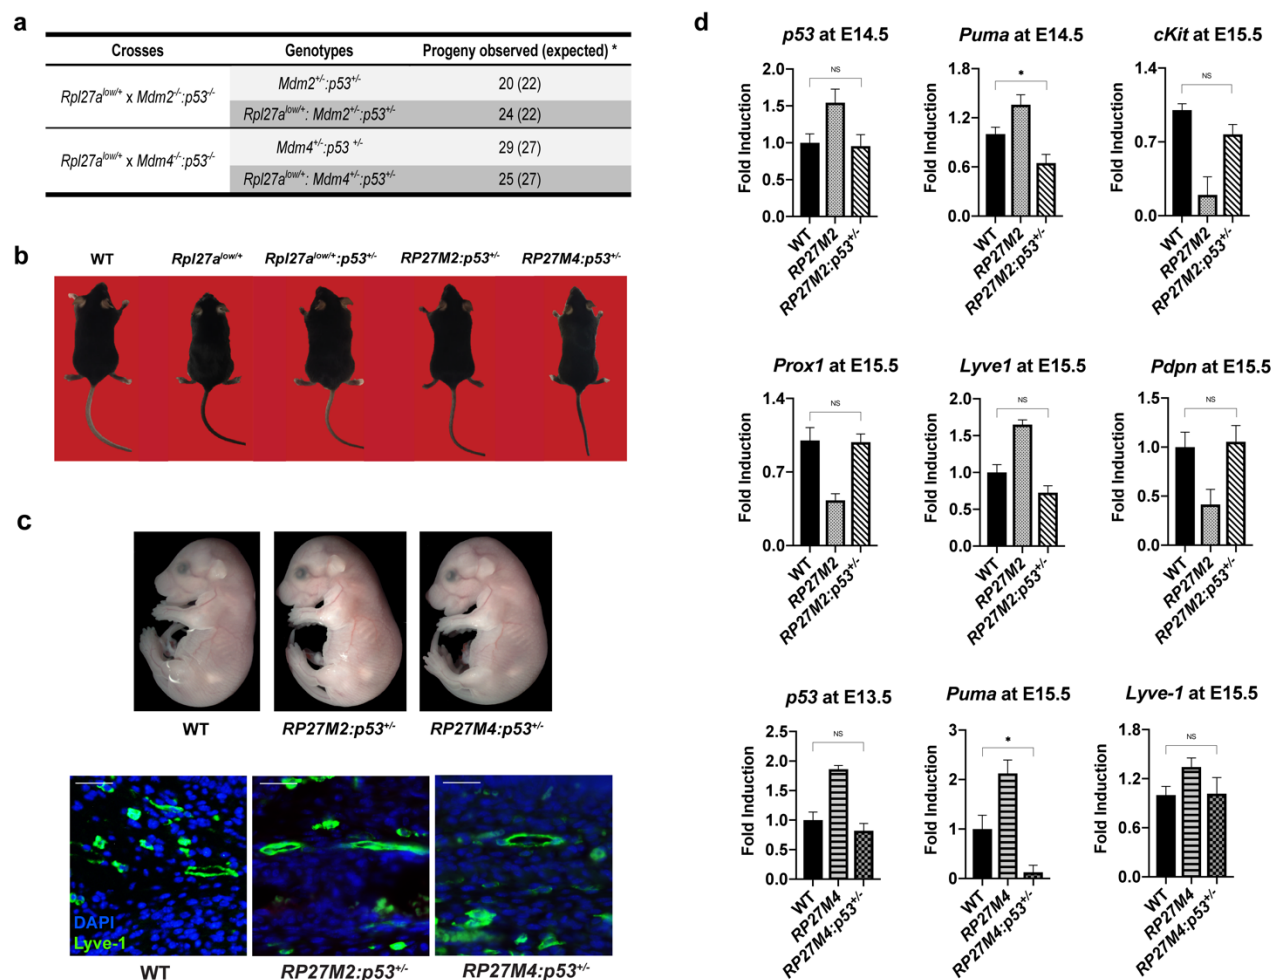 a
Crosses Genotypes Progeny observed (expected) *
Rpl27a^low/+ x Mdm2^-/-:p53^-/- Mdm2^+/-:p53^+/- 20 (22)
Rpl27a^low/+: Mdm2^+/-:p53^+/- 24 (22)
Rpl27a^low/+ x Mdm4^-/-:p53^-/- Mdm4^+/-:p53 ^+/- 29 (27)
Rpl27a^low/+: Mdm4^+/-:p53^+/- 25 (27)
b
WT Rpl27a^low/+ Rpl27a^low/+:p53^+/- RP27M2:p53^+/- RP27M4:p53^+/-
c
WT RP27M2:p53^+/- RP27M4:p53^+/-
DAPI
Lyve-1
WT RP27M2:p53^+/- RP27M4:p53^+/-
d
p53 at E14.5
Fold Induction
2.0
1.5
1.0
0.5
0.0
NS
WT
RP27M2
RP27M2:p53^+/-
Puma at E14.5
Fold Induction
1.8
1.2
0.6
0.0
*
WT
RP27M2
RP27M2:p53^+/-
cKit at E15.5
Fold Induction
1.4
0.7
0.0
NS
WT
RP27M2
RP27M2:p53^+/-
Prox1 at E15.5
Fold Induction
1.4
0.7
0.0
NS
WT
RP27M2
RP27M2:p53^+/-
Lyve1 at E15.5
Fold Induction
2.0
1.5
1.0
0.5
0.0
NS
WT
RP27M2
RP27M2:p53^+/-
Pdpn at E15.5
Fold Induction
1.5
1.0
0.5
0.0
NS
WT
RP27M2
RP27M2:p53^+/-
p53 at E13.5
Fold Induction
2.5
2.0
1.5
1.0
0.5
0.0
NS
WT
RP27M4
RP27M4:p53^+/-
Puma at E15.5
Fold Induction
3
2
1
0
*
WT
RP27M4
RP27M4:p53^+/-
Lyve-1 at E15.5
Fold Induction
1.8
1.2
0.6
0.0
NS
WT
RP27M4
RP27M4:p53^+/-